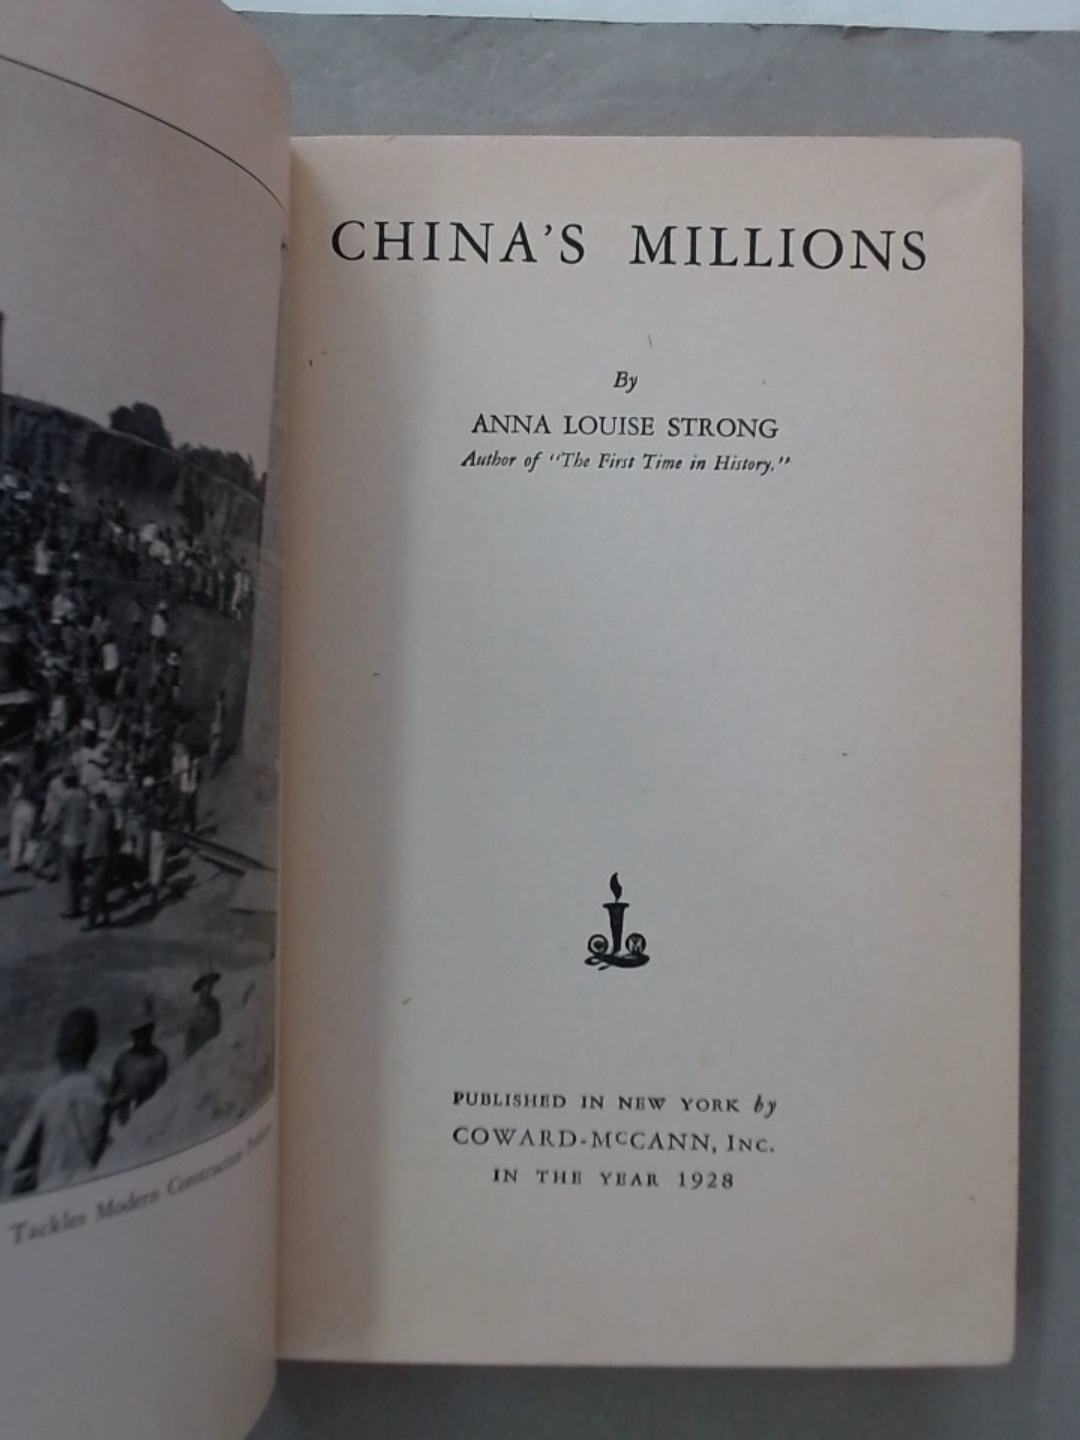 CHINA'S MILLIONS
By
ANNA LOUISE STRONG
Author of "The First Time in History."
C M
PUBLISHED IN NEW YORK by
COWARD-McCANN, INC.
IN THE YEAR 1928
Tackles Modern Construction